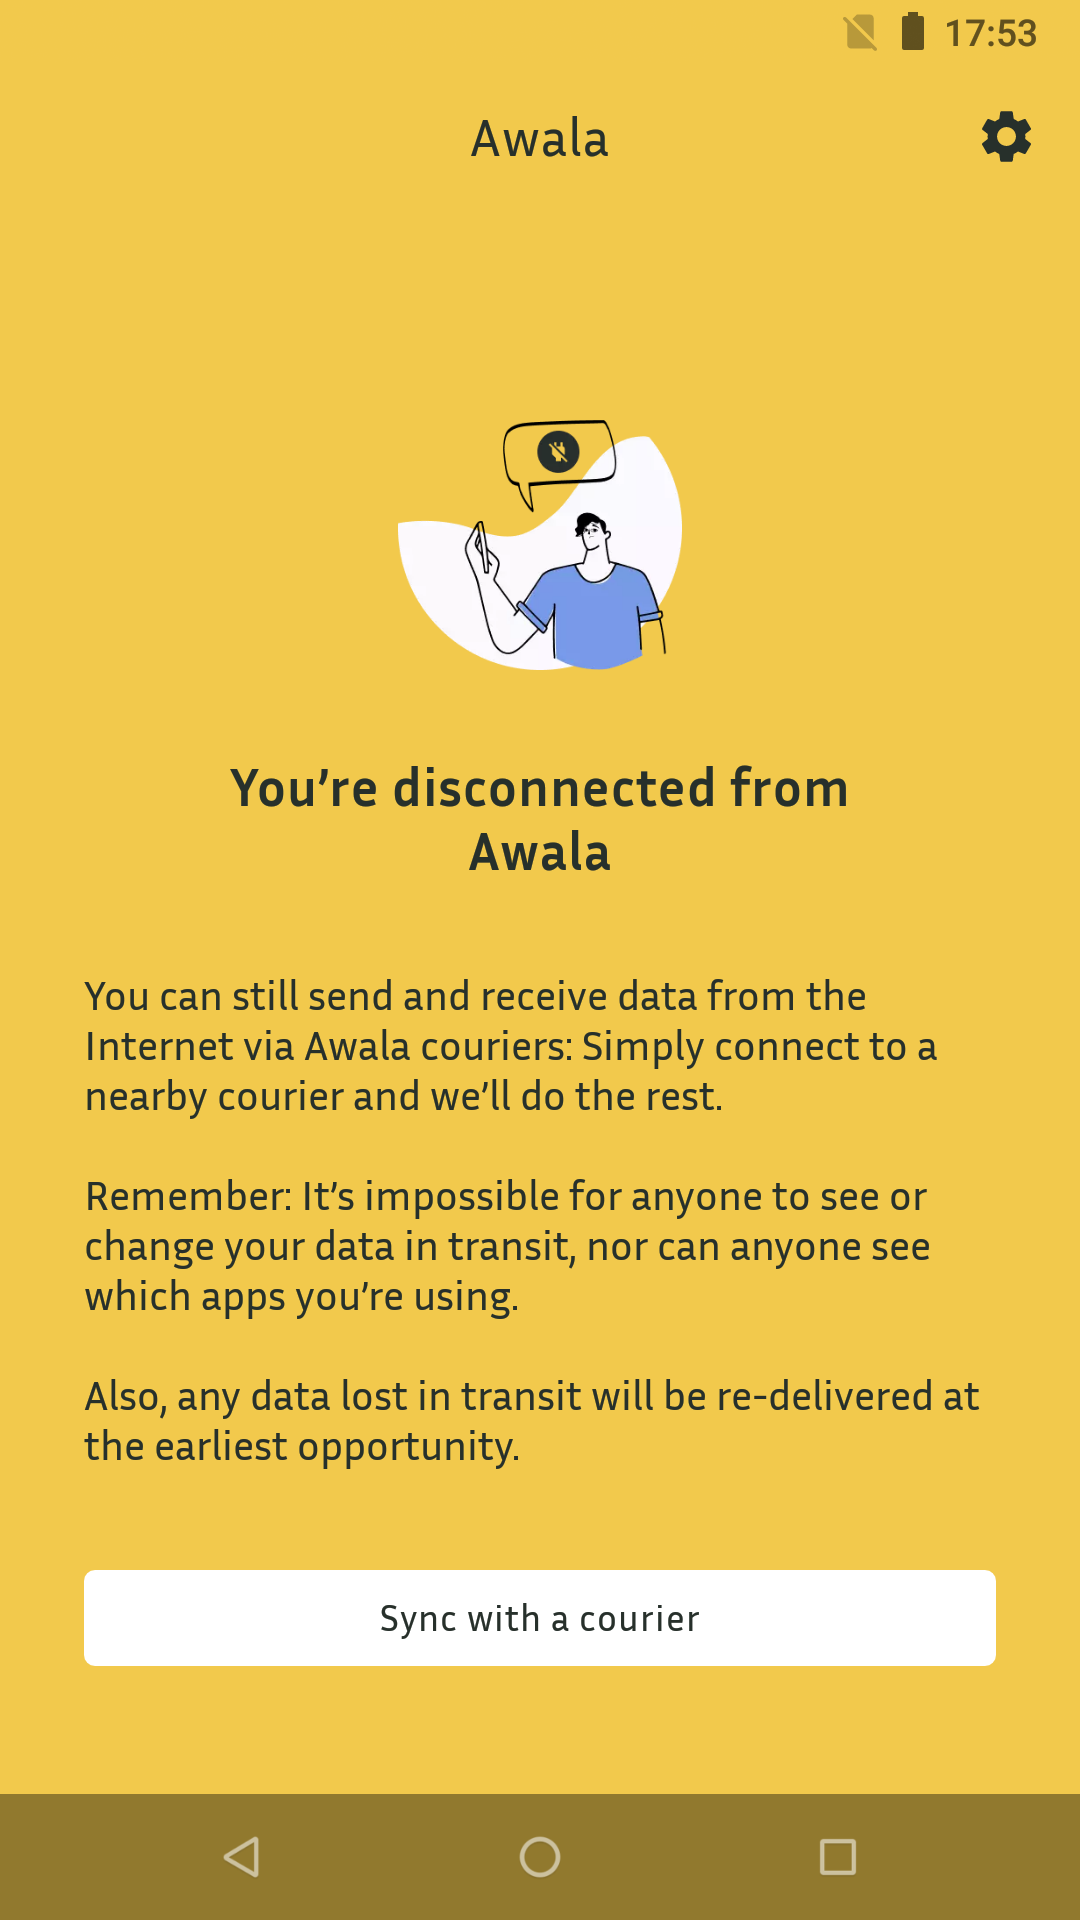 17:53
Awala
You’re disconnected from
Awala
You can still send and receive data from the
Internet via Awala couriers: Simply connect to a
nearby courier and we’ll do the rest.
Remember: It’s impossible for anyone to see or
change your data in transit, nor can anyone see
which apps you’re using.
Also, any data lost in transit will be re-delivered at
the earliest opportunity.
Sync with a courier